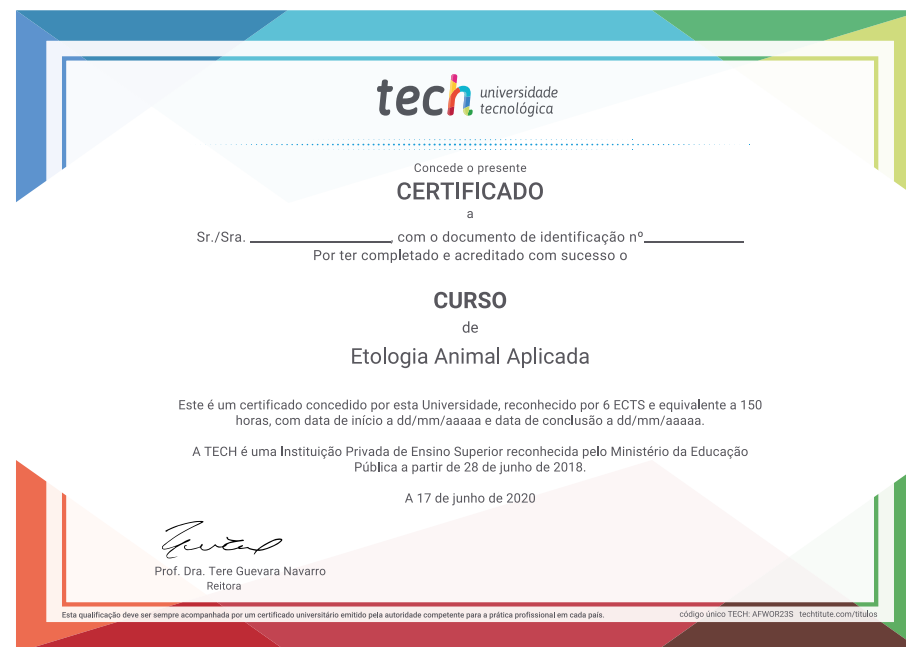 tech universidade
tecnológica
Concede o presente
CERTIFICADO
a
Sr./Sra. ________________, com o documento de identificação nº____________
Por ter completado e acreditado com sucesso o
CURSO
de
Etologia Animal Aplicada
Este é um certificado concedido por esta Universidade, reconhecido por 6 ECTS e equivalente a 150
horas, com data de início a dd/mm/aaaaa e data de conclusão a dd/mm/aaaaa.
A TECH é uma Instituição Privada de Ensino Superior reconhecida pelo Ministério da Educação
Pública a partir de 28 de junho de 2018.
A 17 de junho de 2020
Prof. Dra. Tere Guevara Navarro
Reitora
Esta qualificação deve ser sempre acompanhada por um certificado universitário emitido pela autoridade competente para a prática profissional em cada país.
código único TECH: AFWOR23S techtitute.com/titulos